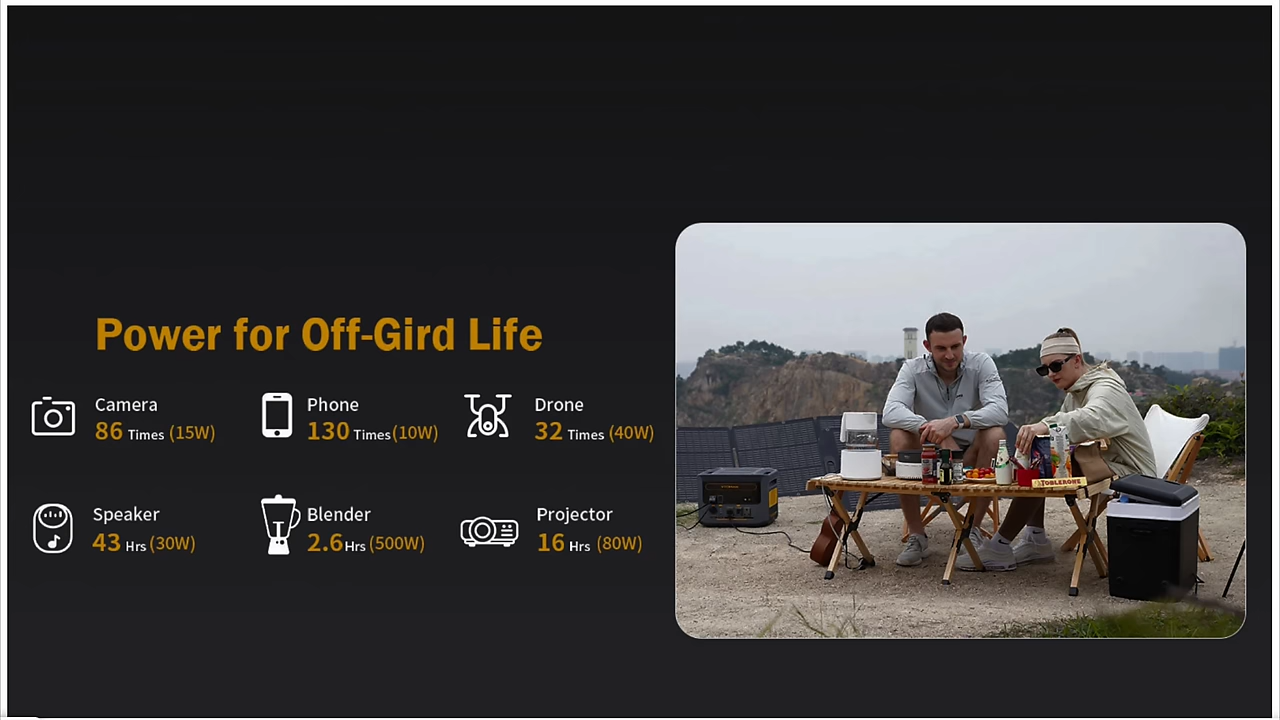 Power for Off-Gird Life
Camera
86 Times (15W)
Phone
130 Times(10W)
Drone
32 Times (40W)
Speaker
43 Hrs (30W)
Blender
2.6Hrs (500W)
Projector
16 Hrs (80W)
TOBLERONE